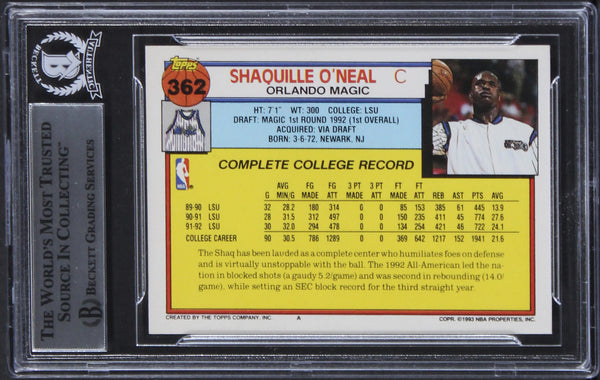 BECKETT
B
AUTHENTIC
The World's Most Trusted
Source In Collecting™
Beckett Grading Services
Topps
362
SHAQUILLE O'NEAL C
ORLANDO MAGIC
HT: 7'1" WT: 300 COLLEGE: LSU
DRAFT: MAGIC 1st ROUND 1992 (1st OVERALL)
ACQUIRED: VIA DRAFT
BORN: 3-6-72, NEWARK, NJ
NBA
COMPLETE COLLEGE RECORD
AVG FG FG 3 PT 3 PT FT FT AVG
G MIN/G MADE ATT MADE ATT MADE ATT REB AST PTS PTS
89-90 LSU 32 28.2 180 314 0 0 85 153 385 61 445 13.9
90-91 LSU 28 31.5 312 497 0 0 150 235 411 45 774 27.6
91-92 LSU 30 32.0 294 478 0 0 134 254 421 46 722 24.1
COLLEGE CAREER 90 30.5 786 1289 0 0 369 642 1217 152 1941 21.6
The Shaq has been lauded as a complete center who humiliates foes on defense
and is virtually unstoppable with the ball. The 1992 All-American led the na-
tion in blocked shots (a gaudy 5.2/game) and was second in rebounding (14.0/
game), while setting an SEC block record for the third straight year.
CREATED BY THE TOPPS COMPANY, INC. A COPR. ©1993 NBA PROPERTIES, INC.